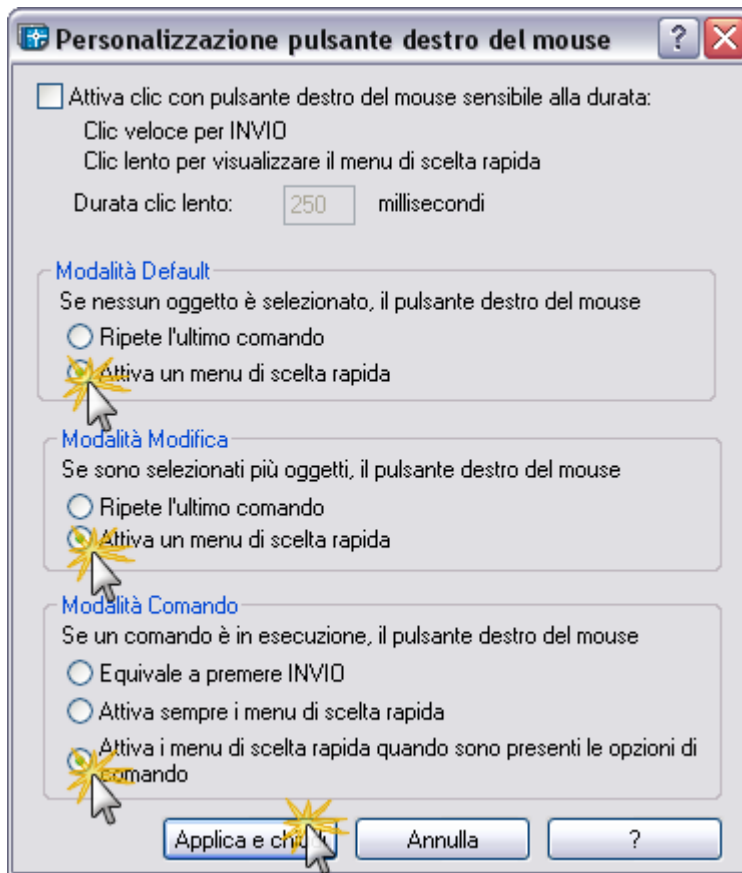 Personalizzazione pulsante destro del mouse
Attiva clic con pulsante destro del mouse sensibile alla durata:
Clic veloce per INVIO
Clic lento per visualizzare il menu di scelta rapida
Durata clic lento: 250 millisecondi
Modalità Default
Se nessun oggetto è selezionato, il pulsante destro del mouse
Ripete l'ultimo comando
Attiva un menu di scelta rapida
Modalità Modifica
Se sono selezionati più oggetti, il pulsante destro del mouse
Ripete l'ultimo comando
Attiva un menu di scelta rapida
Modalità Comando
Se un comando è in esecuzione, il pulsante destro del mouse
Equivale a premere INVIO
Attiva sempre i menu di scelta rapida
Attiva i menu di scelta rapida quando sono presenti le opzioni di
comando
Applica e chiudi Annulla ?